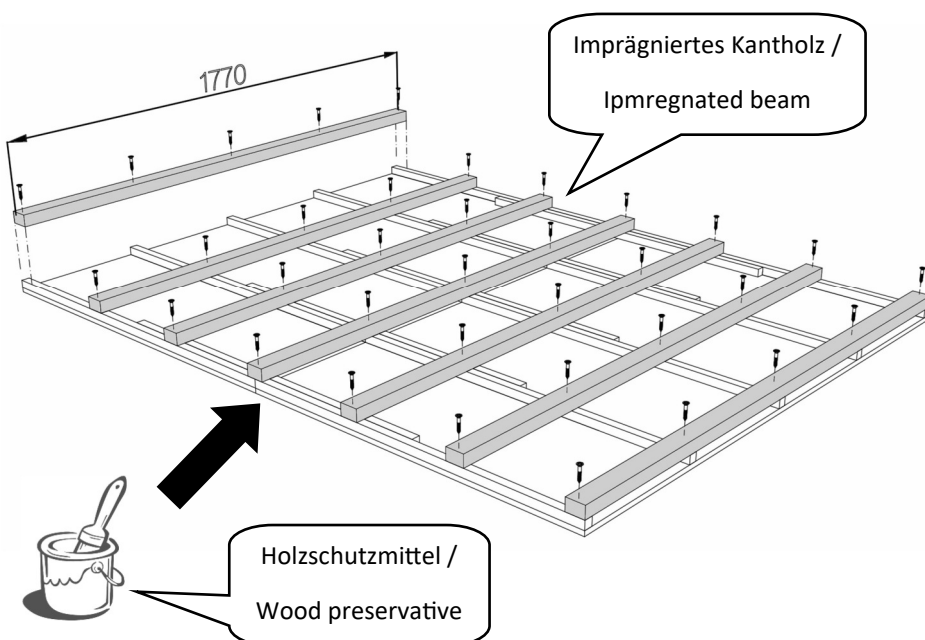 1770
Imprägniertes Kantholz /
Ipmregnated beam
Holzschutzmittel /
Wood preservative